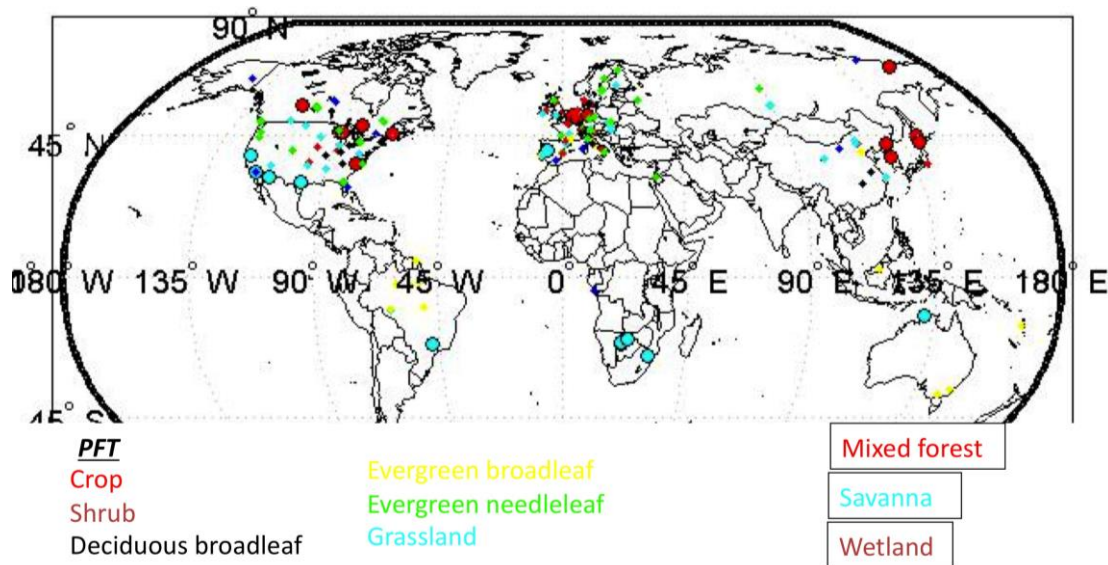 90° N
45° N
180° W 135° W 90° W 45° W 0° 45° E 90° E 135° E 180° E
45° S
PFT
Crop
Shrub
Deciduous broadleaf
Evergreen broadleaf
Evergreen needleleaf
Grassland
Mixed forest
Savanna
Wetland